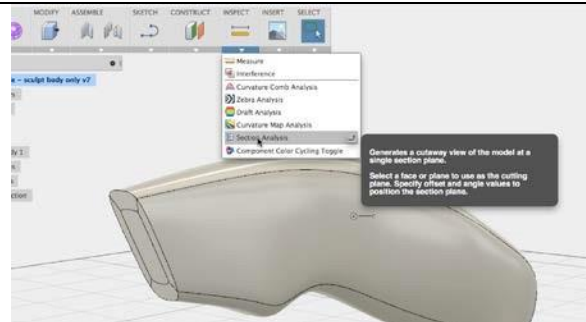 MODIFY ASSEMBLE SKETCH CONSTRUCT INSPECT INSERT SELECT
x - sculpt body only v7
Measure
Interference
Curvature Comb Analysis
Zebra Analysis
Draft Analysis
Curvature Map Analysis
Section Analysis
Component Color Cycling Toggle
dy 1
ction
Generates a cutaway view of the model at a
single section plane.
Select a face or plane to use as the cutting
plane. Specify offset and angle values to
position the section plane.